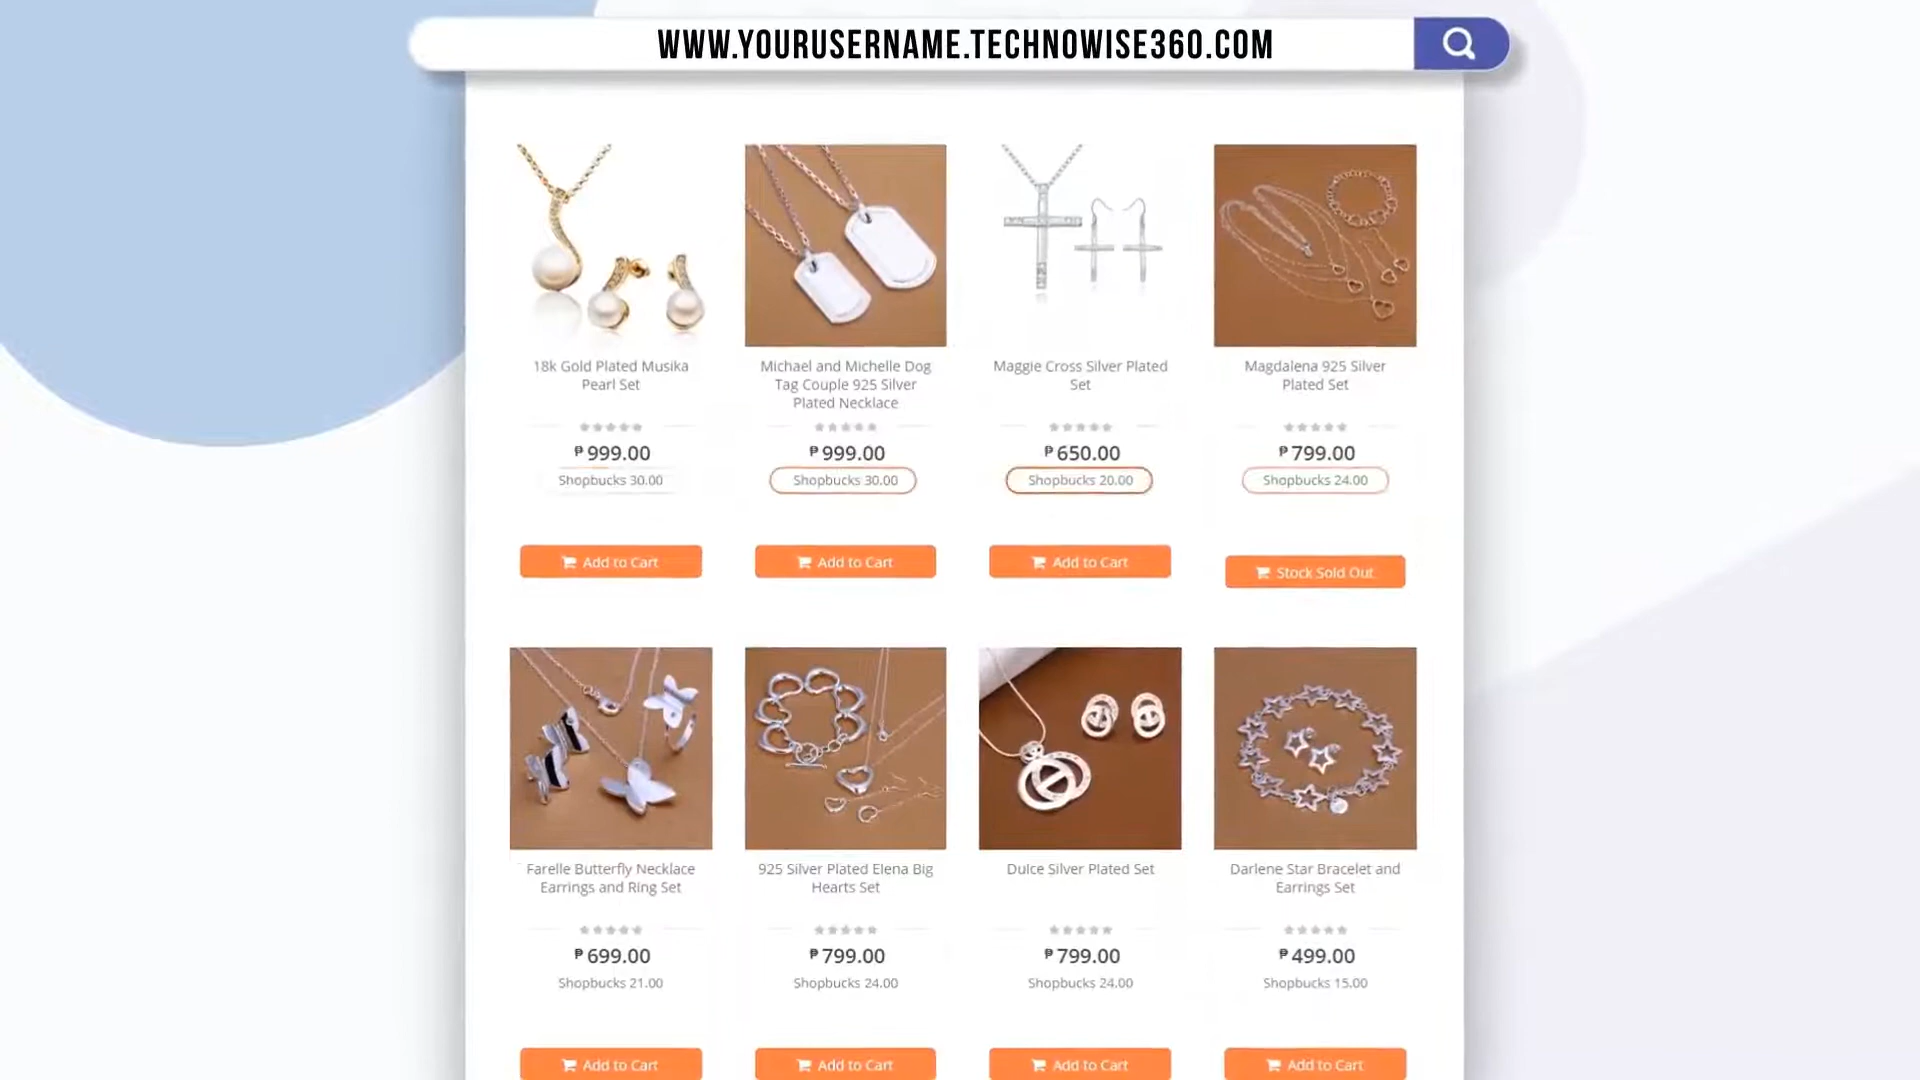 WWW.YOURUSERNAME.TECHNOWISE360.COM
18k Gold Plated Musika
Pearl Set
₱ 999.00
Shopbucks 30.00
Add to Cart
Michael and Michelle Dog
Tag Couple 925 Silver
Plated Necklace
₱ 999.00
Shopbucks 30.00
Add to Cart
Maggie Cross Silver Plated
Set
₱ 650.00
Shopbucks 20.00
Add to Cart
Magdalena 925 Silver
Plated Set
₱ 799.00
Shopbucks 24.00
Stock Sold Out
Farelle Butterfly Necklace
Earrings and Ring Set
₱ 699.00
Shopbucks 21.00
Add to Cart
925 Silver Plated Elena Big
Hearts Set
₱ 799.00
Shopbucks 24.00
Add to Cart
Dulce Silver Plated Set
₱ 799.00
Shopbucks 24.00
Add to Cart
Darlene Star Bracelet and
Earrings Set
₱ 499.00
Shopbucks 15.00
Add to Cart